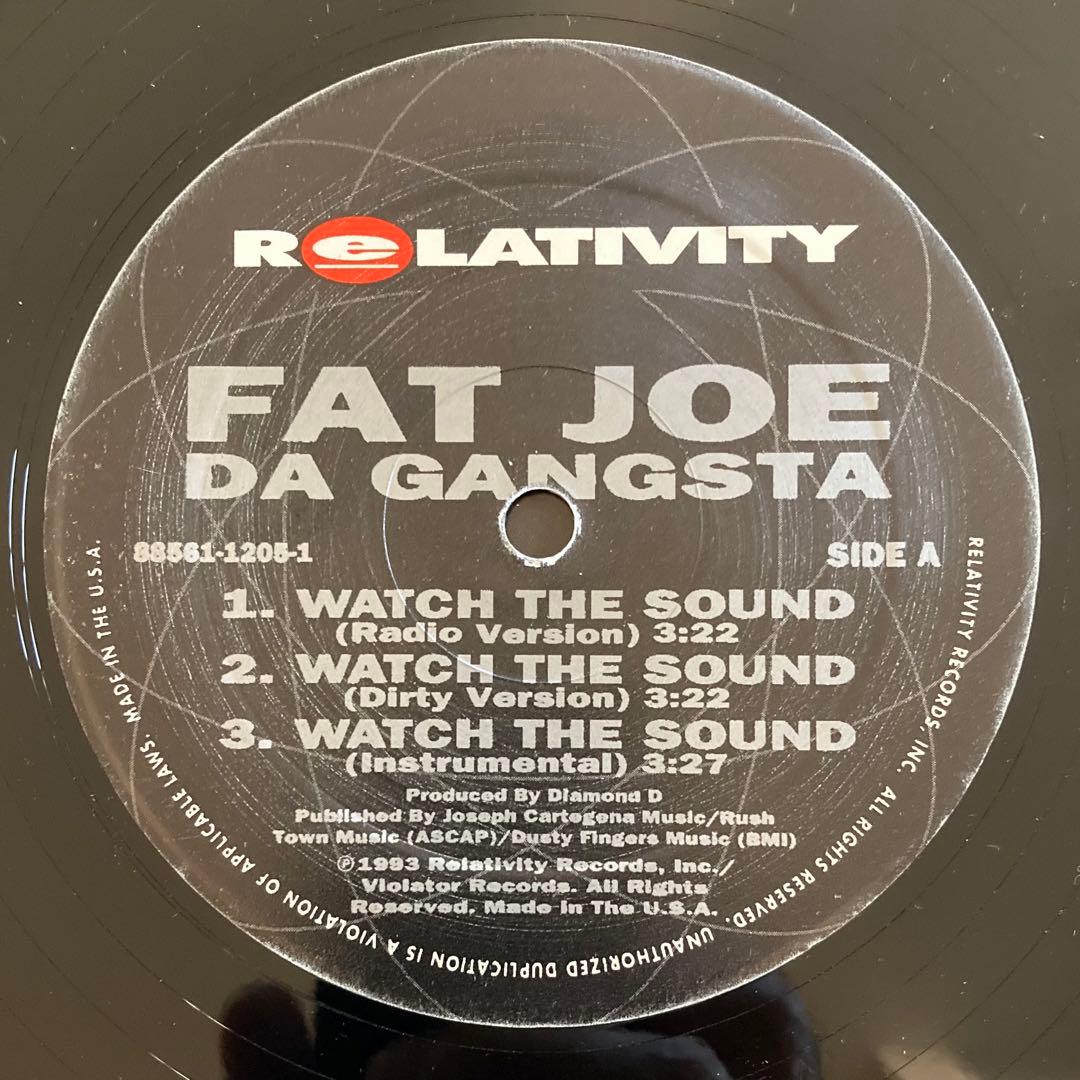 ReLATIVITY
FAT JOE
DA GANGSTA
88561-1205-1
SIDE A
1. WATCH THE SOUND
(Radio Version) 3:22
2. WATCH THE SOUND
(Dirty Version) 3:22
3. WATCH THE SOUND
(Instrumental) 3:27
Produced By Diamond D
Published By Joseph Cartegena Music/Rush
Town Music (ASCAP)/Dusty Fingers Music (BMI)
℗1993 Relativity Records, Inc./
Violator Records. All Rights
Reserved. Made In The U.S.A.
RELATIVITY RECORDS, INC. ALL RIGHTS RESERVED. UNAUTHORIZED DUPLICATION IS A VIOLATION OF APPLICABLE LAWS. MADE IN THE U.S.A.